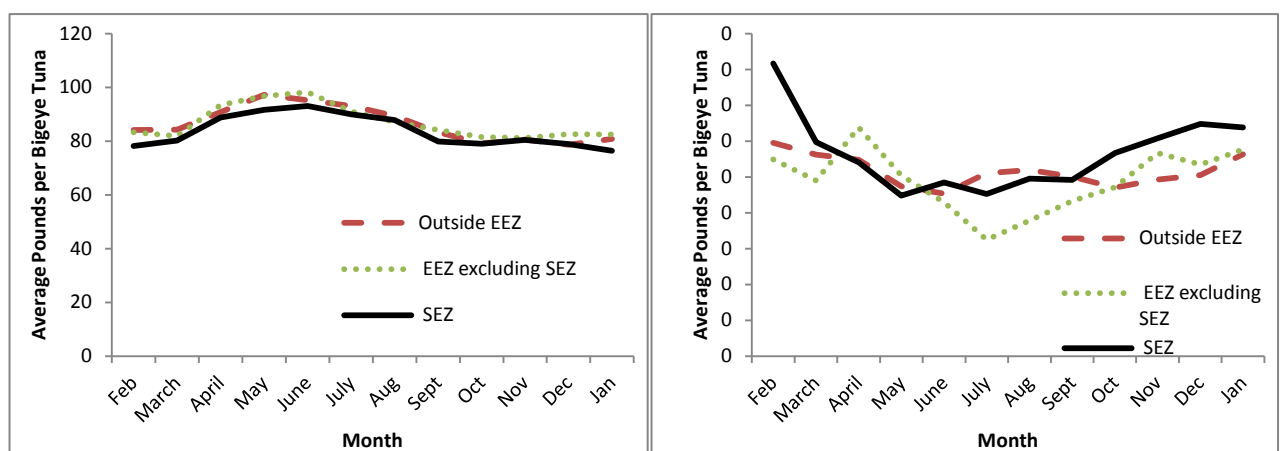 Average Pounds per Bigeye Tuna
120
100
80
60
40
20
0
Outside EEZ
EEZ excluding SEZ
SEZ
Feb
March
April
May
June
July
Aug
Sept
Oct
Nov
Dec
Jan
Month
Average Pounds per Bigeye Tuna
0
0
0
0
0
0
0
0
0
0
Outside EEZ
EEZ excluding
SEZ
SEZ
Feb
March
April
May
June
July
Aug
Sept
Oct
Nov
Dec
Jan
Month